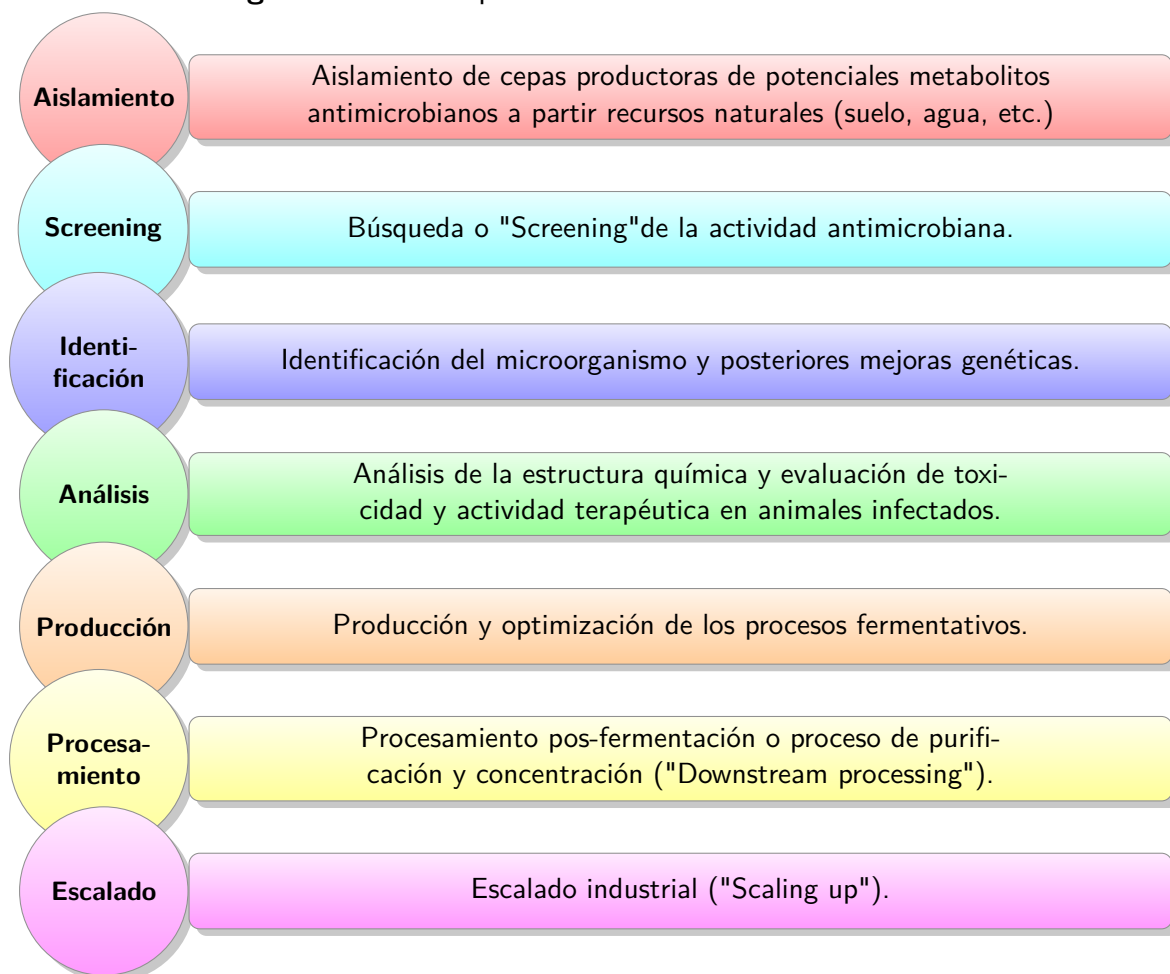 Aislamiento
Aislamiento de cepas productoras de potenciales metabolitos
antimicrobianos a partir recursos naturales (suelo, agua, etc.)
Screening
Búsqueda o "Screening"de la actividad antimicrobiana.
Identi-
ficación
Identificación del microorganismo y posteriores mejoras genéticas.
Análisis
Análisis de la estructura química y evaluación de toxi-
cidad y actividad terapéutica en animales infectados.
Producción
Producción y optimización de los procesos fermentativos.
Procesa-
miento
Procesamiento pos-fermentación o proceso de purifi-
cación y concentración ("Downstream processing").
Escalado
Escalado industrial ("Scaling up").